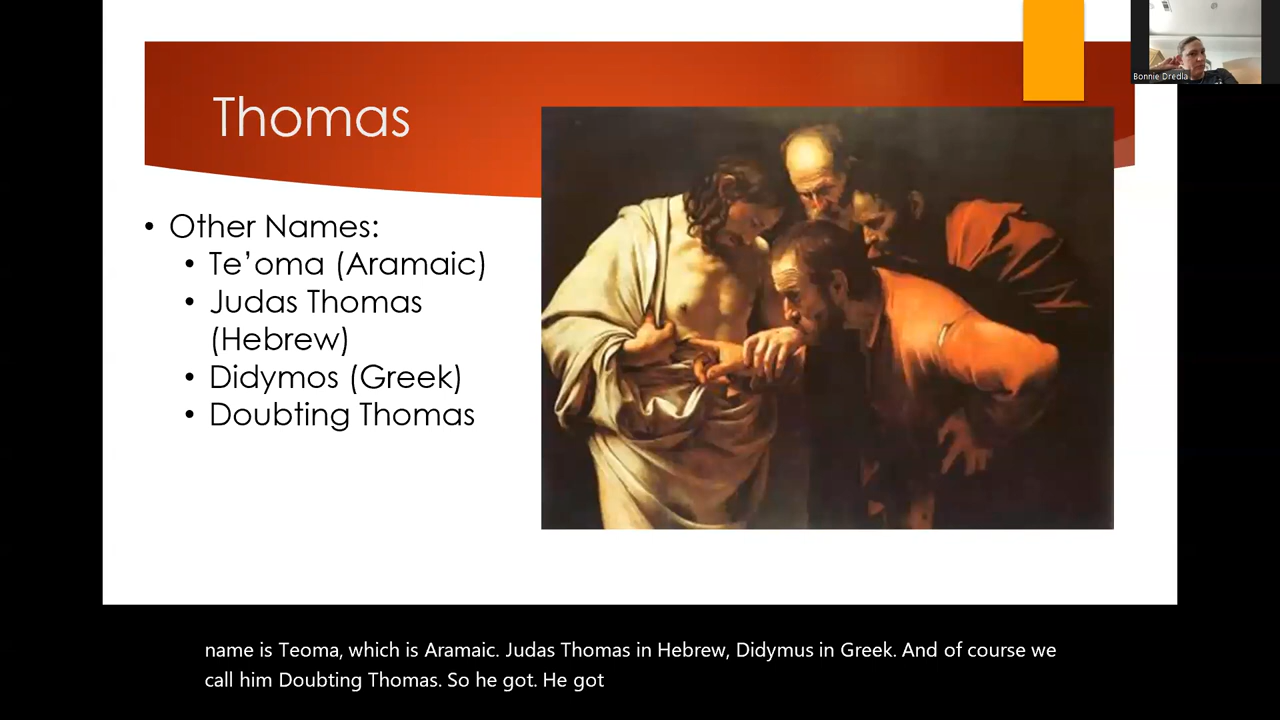 Thomas
Bonnie Dredla
• Other Names:
• Te’oma (Aramaic)
• Judas Thomas
(Hebrew)
• Didymos (Greek)
• Doubting Thomas
name is Teoma, which is Aramaic. Judas Thomas in Hebrew, Didymus in Greek. And of course we
call him Doubting Thomas. So he got. He got